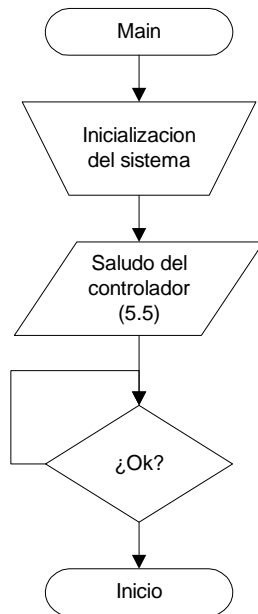 Main
Inicializacion
del sistema
Saludo del
controlador
(5.5)
¿Ok?
Inicio